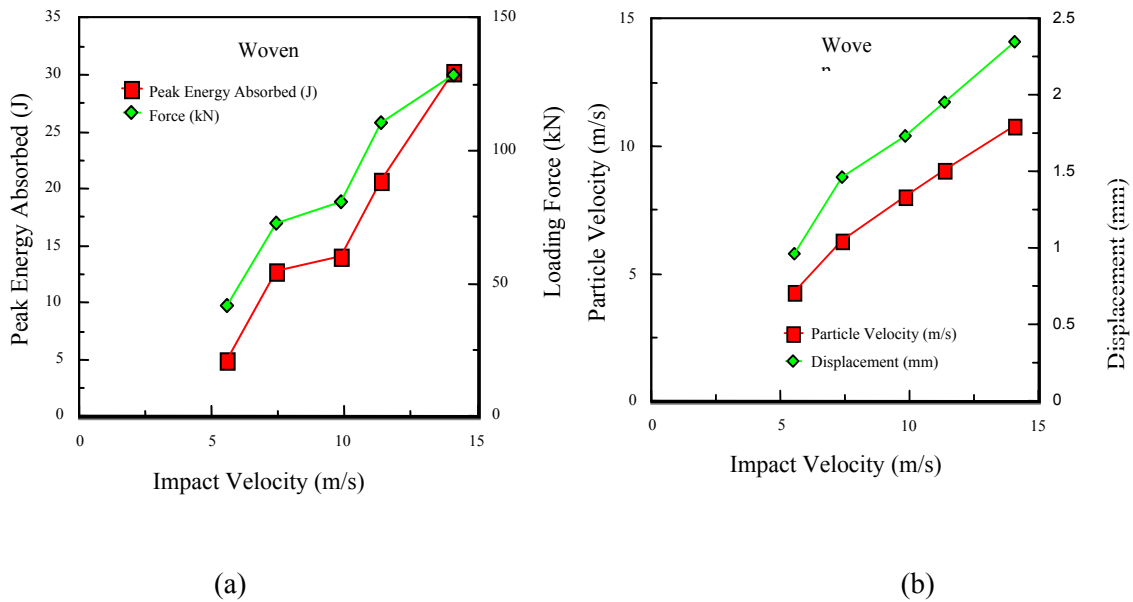 Woven
Peak Energy Absorbed (J)
Force (kN)
35
30
25
20
15
10
5
0
Peak Energy Absorbed (J)
150
100
50
0
Loading Force (kN)
0
5
10
15
Impact Velocity (m/s)
(a)
Wove
Particle Velocity (m/s)
Displacement (mm)
15
10
5
0
Particle Velocity (m/s)
2.5
2
1.5
1
0.5
0
Displacement (mm)
0
5
10
15
Impact Velocity (m/s)
(b)